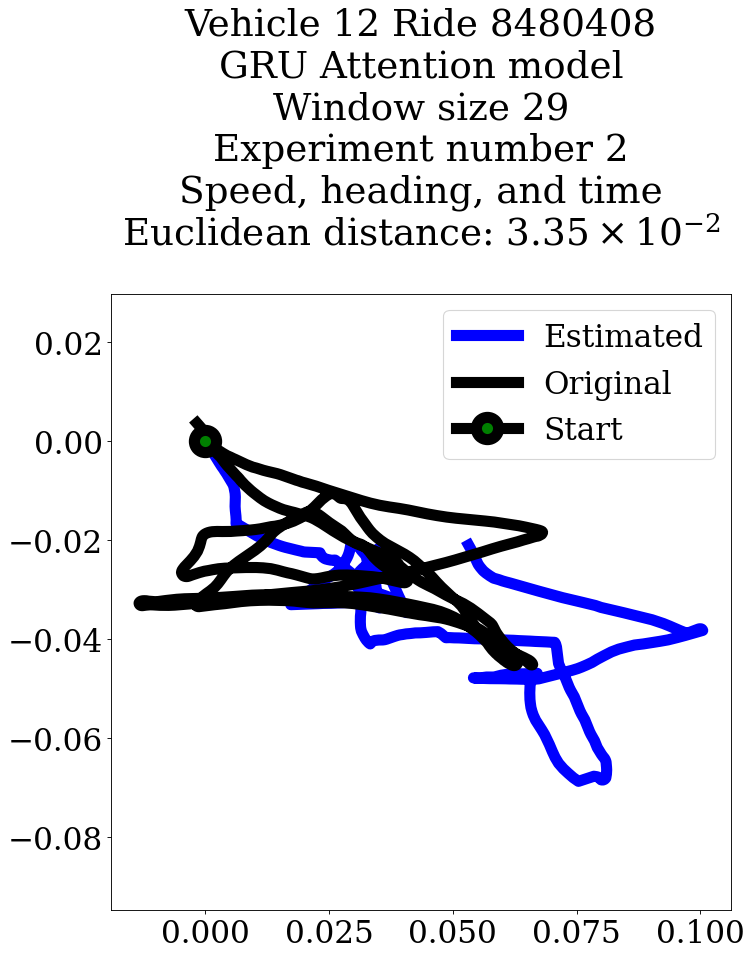 Vehicle 12 Ride 8480408
GRU Attention model
Window size 29
Experiment number 2
Speed, heading, and time
Euclidean distance: 3.35 × 10⁻²
Estimated
Original
Start
0.02
0.00
−0.02
−0.04
−0.06
−0.08
0.000 0.025 0.050 0.075 0.100